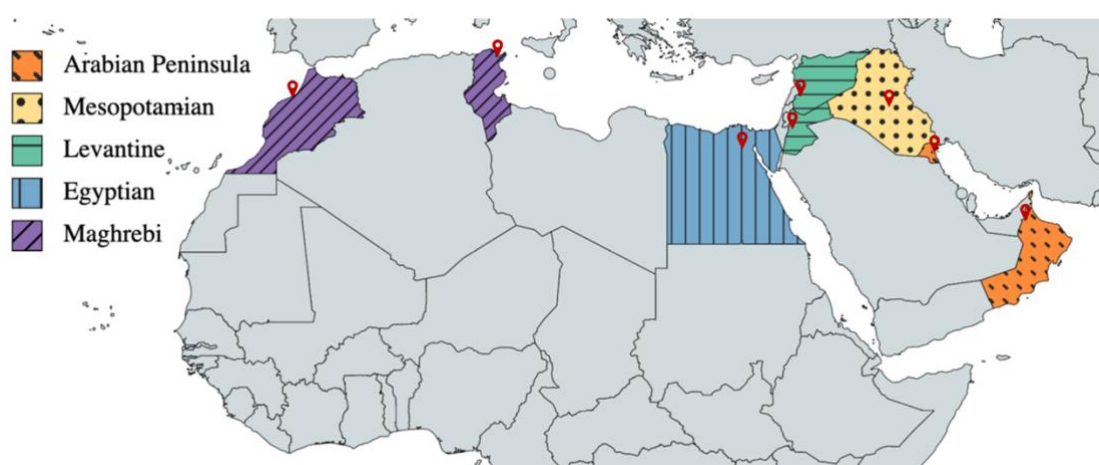 Arabian Peninsula
Mesopotamian
Levantine
Egyptian
Maghrebi